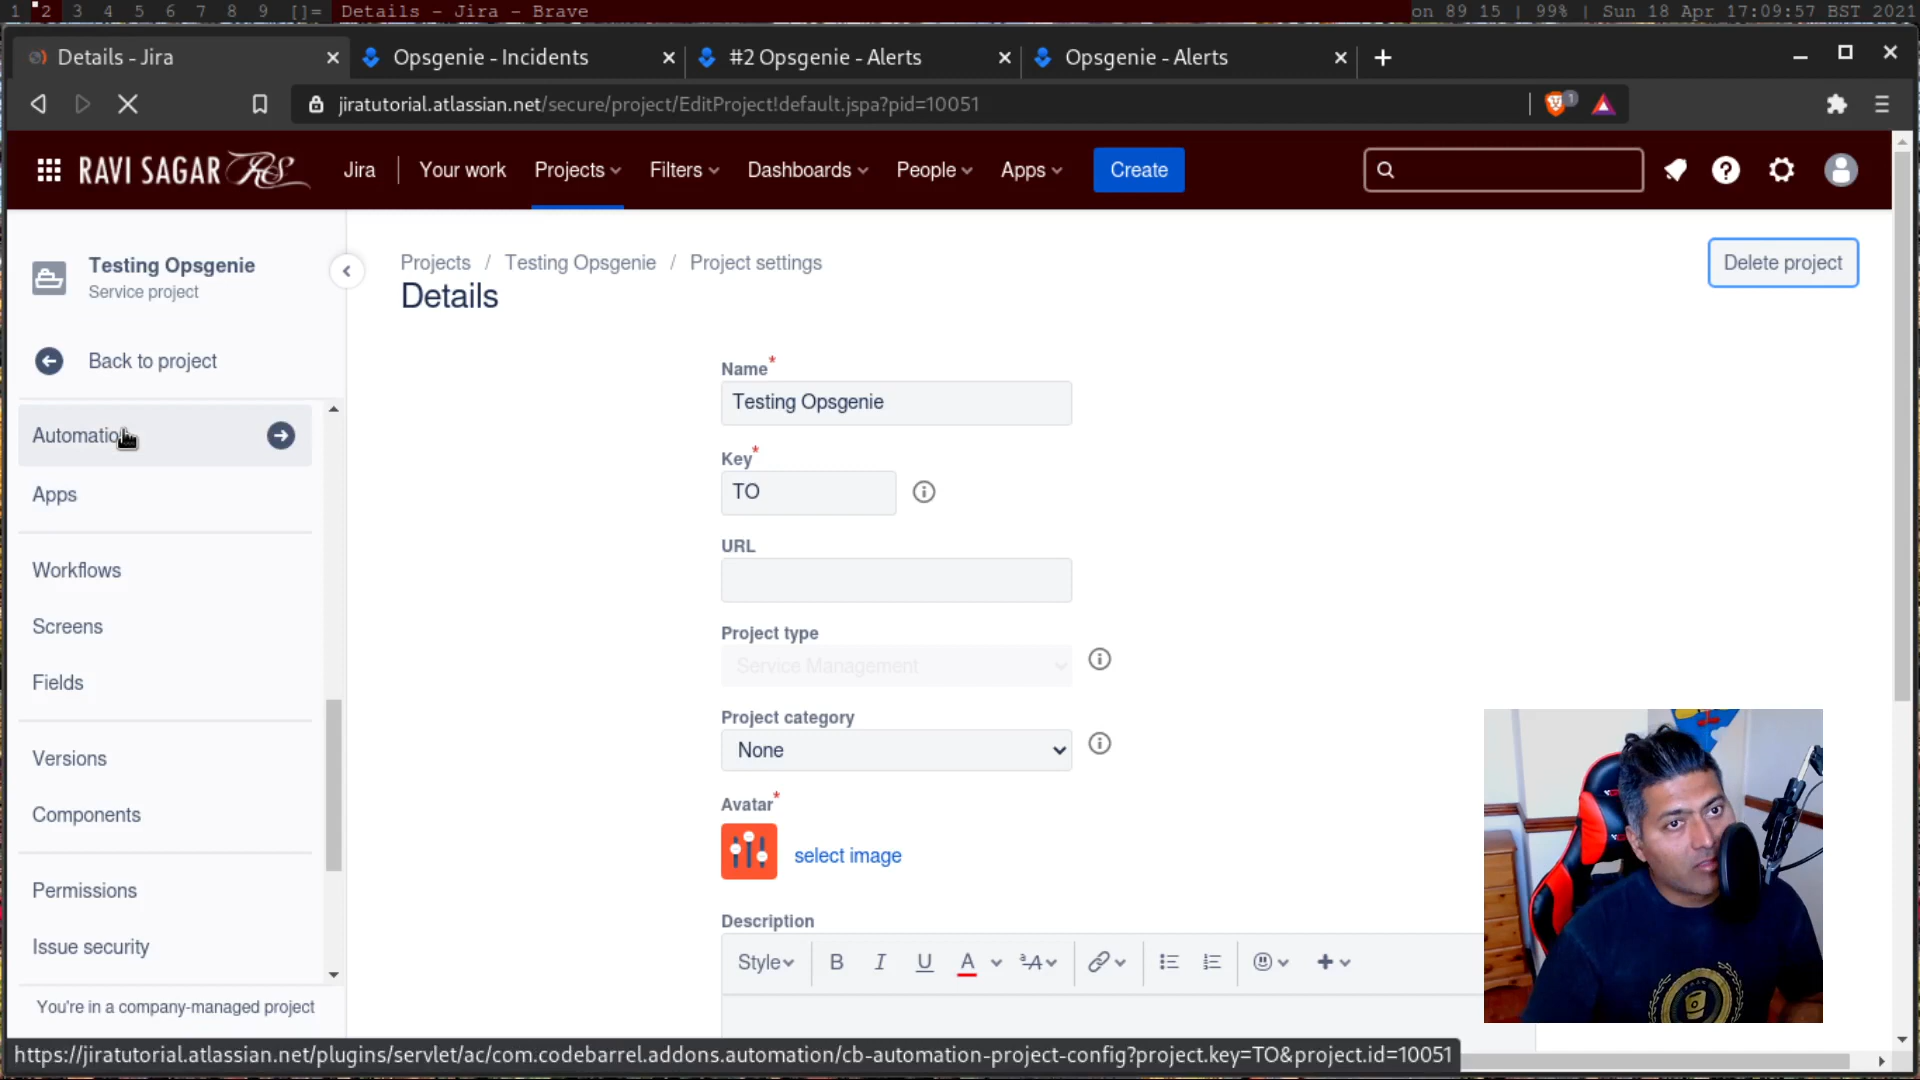 1 2 3 4 5 6 7 8 9 []= Details - Jira - Brave
on 89 15 | 99% | Sun 18 Apr 17:09:57 BST 2021
Details - Jira
Opsgenie - Incidents
#2 Opsgenie - Alerts
Opsgenie - Alerts
jiratutorial.atlassian.net/secure/project/EditProject!default.jspa?pid=10051
1
RAVI SAGAR RS
Jira
Your work
Projects
Filters
Dashboards
People
Apps
Create
Testing Opsgenie
Service project
Back to project
Automation
Apps
Workflows
Screens
Fields
Versions
Components
Permissions
Issue security
You're in a company-managed project
Projects / Testing Opsgenie / Project settings
Delete project
Details
Name*
Testing Opsgenie
Key*
TO
URL
Project type
Service Management
Project category
None
Avatar*
select image
Description
Style B I U A
https://jiratutorial.atlassian.net/plugins/servlet/ac/com.codebarrel.addons.automation/cb-automation-project-config?project.key=TO&project.id=10051